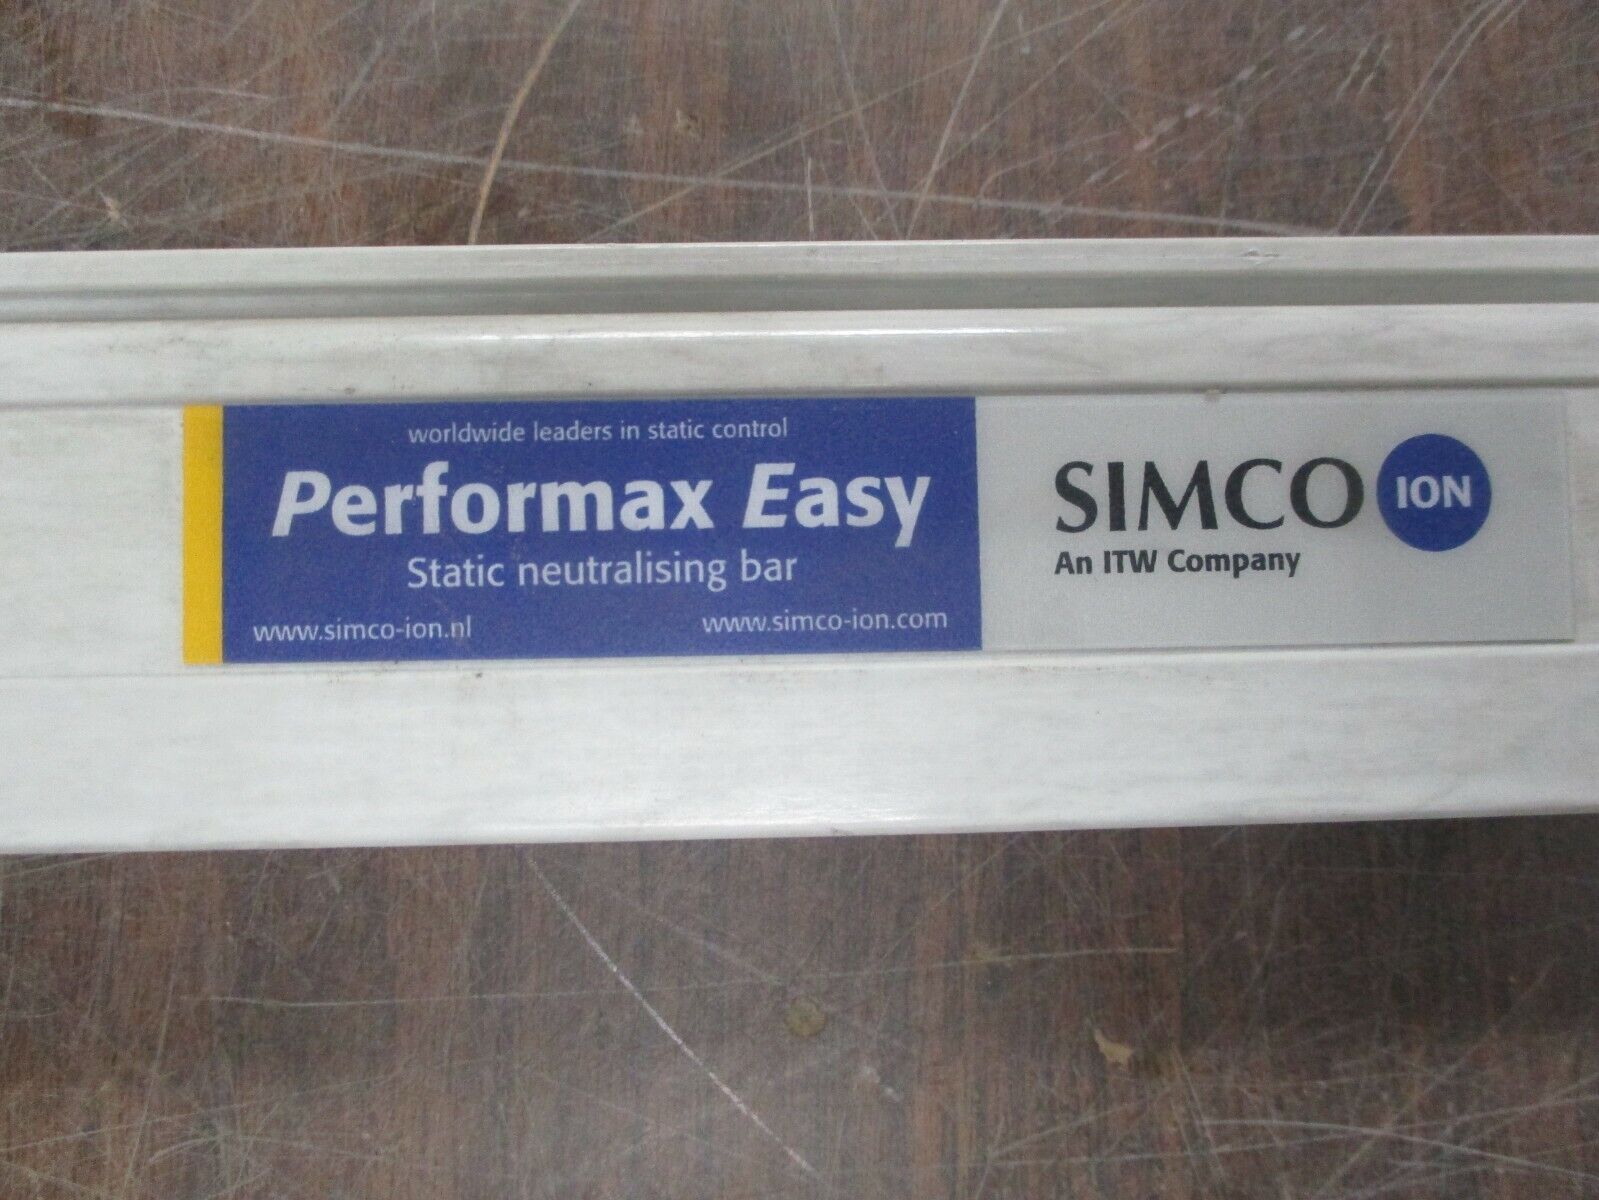 worldwide leaders in static control
Performax Easy
Static neutralising bar
www.simco-ion.nl
www.simco-ion.com
SIMCO ION
An ITW Company